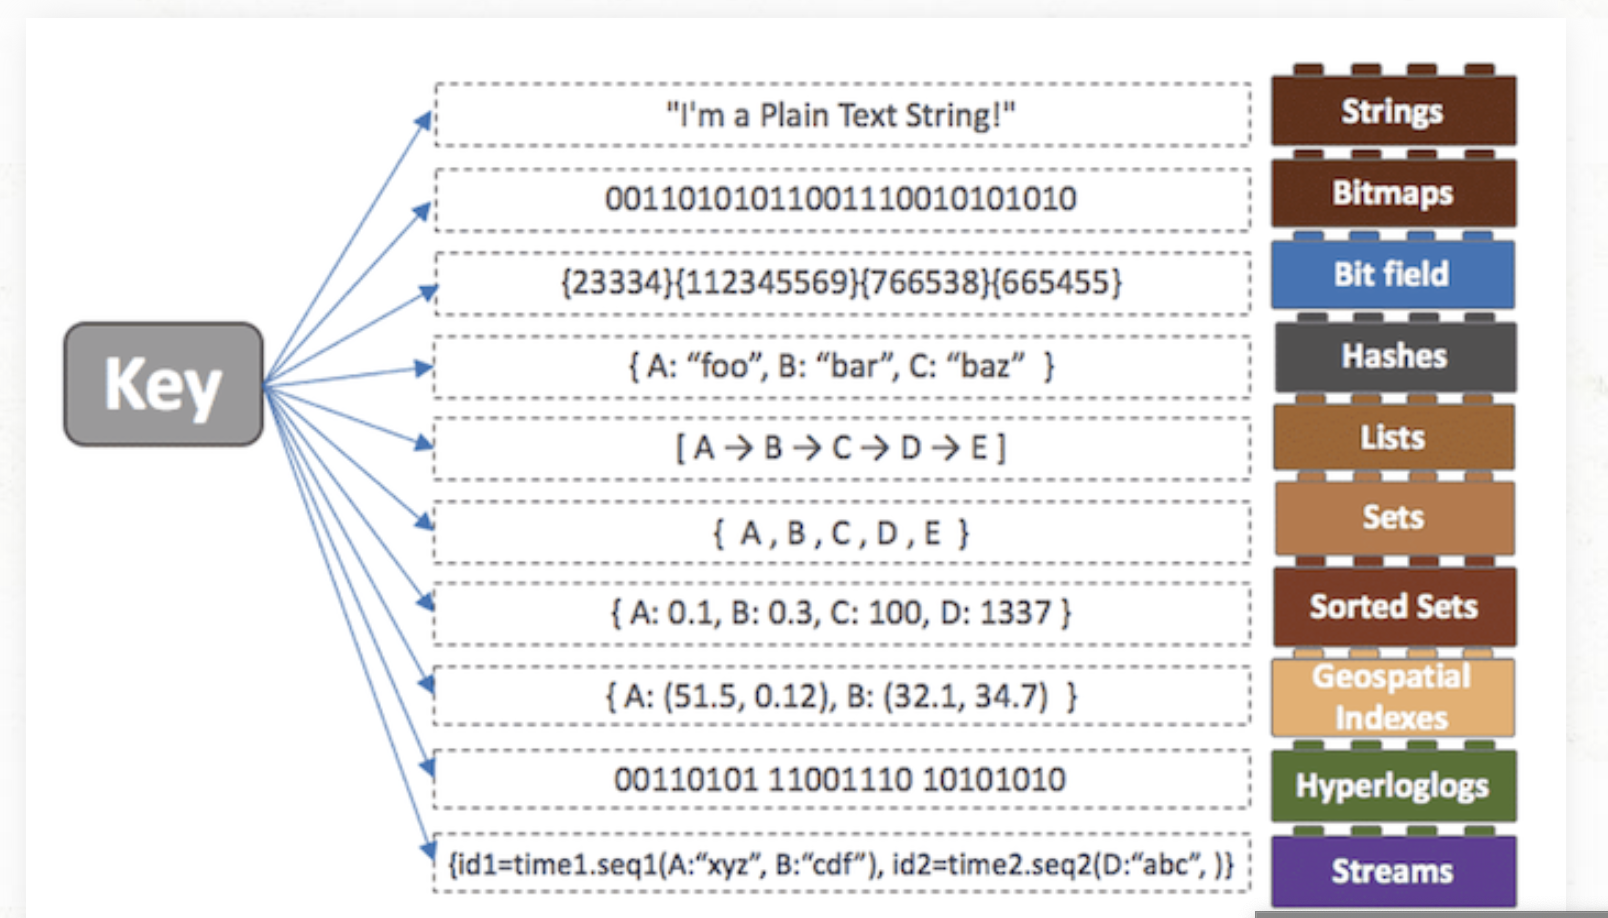 Key
"I'm a Plain Text String!"
Strings
00110101011001110010101010
Bitmaps
{23334}{112345569}{766538}{665455}
Bit field
{ A: “foo”, B: “bar”, C: “baz” }
Hashes
[ A → B → C → D → E ]
Lists
{ A , B , C , D , E }
Sets
{ A: 0.1, B: 0.3, C: 100, D: 1337 }
Sorted Sets
{ A: (51.5, 0.12), B: (32.1, 34.7) }
Geospatial
Indexes
00110101 11001110 10101010
Hyperloglogs
{id1=time1.seq1(A:“xyz”, B:“cdf”), id2=time2.seq2(D:“abc”, )}
Streams